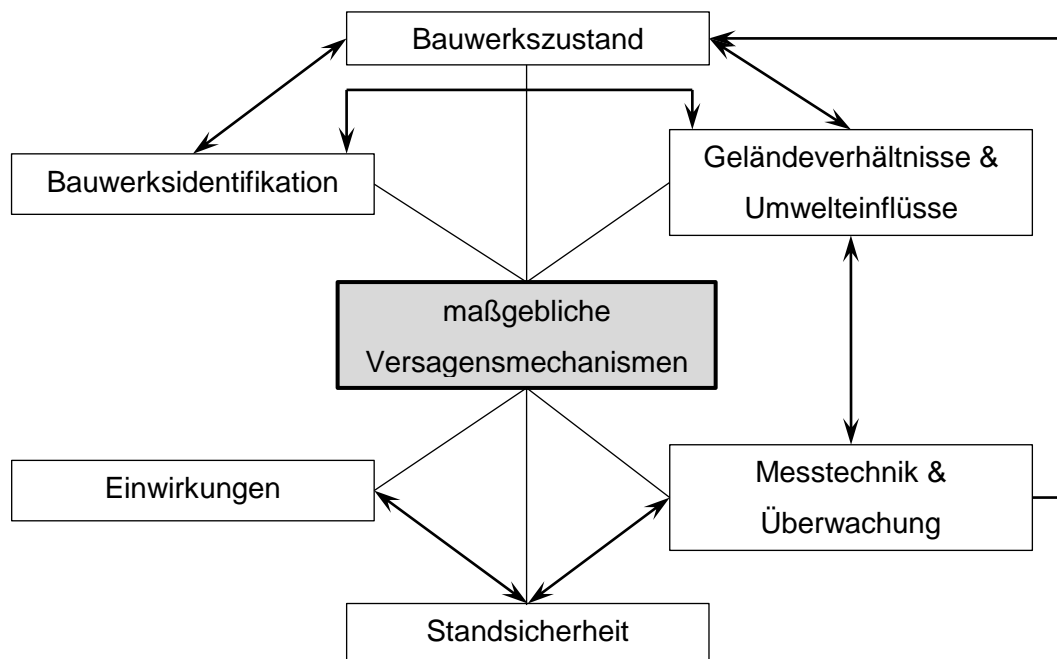 Bauwerkszustand
Bauwerksidentifikation
Geländeverhältnisse &
Umwelteinflüsse
maßgebliche
Versagensmechanismen
Einwirkungen
Messtechnik &
Überwachung
Standsicherheit